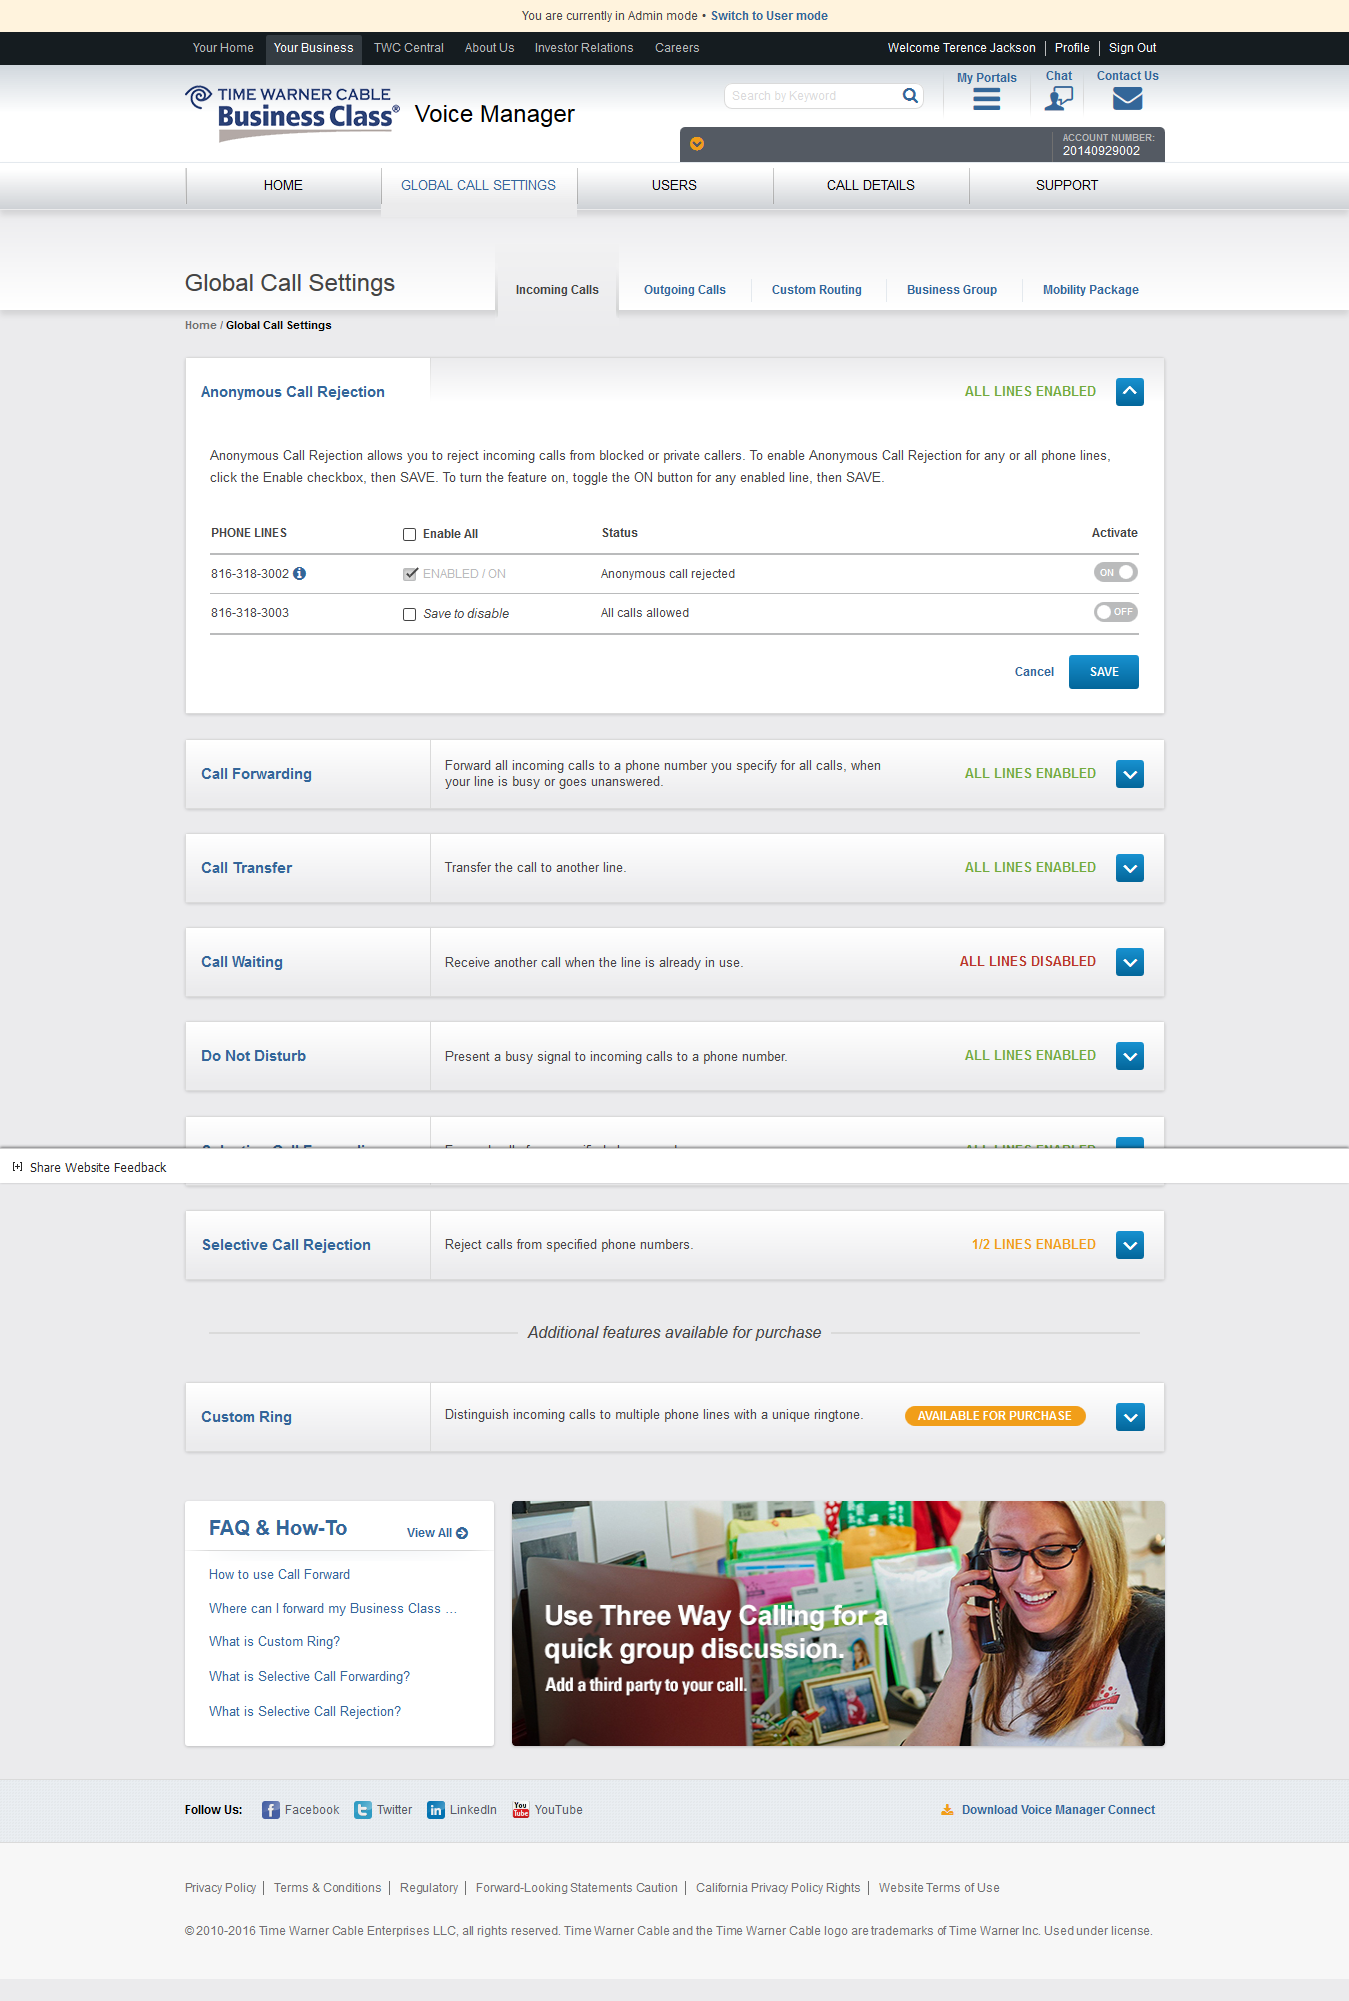 You are currently in Admin mode • Switch to User mode
Your Home Your Business TWC Central About Us Investor Relations Careers Welcome Terence Jackson Profile Sign Out
TIME WARNER CABLE
Business Class®
Voice Manager
Search by Keyword
My Portals Chat Contact Us
ACCOUNT NUMBER:
20140929002
HOME GLOBAL CALL SETTINGS USERS CALL DETAILS SUPPORT
Global Call Settings
Incoming Calls Outgoing Calls Custom Routing Business Group Mobility Package
Home / Global Call Settings
Anonymous Call Rejection ALL LINES ENABLED
Anonymous Call Rejection allows you to reject incoming calls from blocked or private callers. To enable Anonymous Call Rejection for any or all phone lines,
click the Enable checkbox, then SAVE. To turn the feature on, toggle the ON button for any enabled line, then SAVE.
PHONE LINES Enable All Status Activate
816-318-3002 ENABLED / ON Anonymous call rejected ON
816-318-3003 Save to disable All calls allowed OFF
Cancel SAVE
Call Forwarding
Forward all incoming calls to a phone number you specify for all calls, when
your line is busy or goes unanswered.
ALL LINES ENABLED
Call Transfer Transfer the call to another line. ALL LINES ENABLED
Call Waiting Receive another call when the line is already in use. ALL LINES DISABLED
Do Not Disturb Present a busy signal to incoming calls to a phone number. ALL LINES ENABLED
[+] Share Website Feedback
Selective Call Rejection Reject calls from specified phone numbers. 1/2 LINES ENABLED
Additional features available for purchase
Custom Ring Distinguish incoming calls to multiple phone lines with a unique ringtone. AVAILABLE FOR PURCHASE
FAQ & How-To View All
How to use Call Forward
Where can I forward my Business Class ...
What is Custom Ring?
What is Selective Call Forwarding?
What is Selective Call Rejection?
Use Three Way Calling for a
quick group discussion.
Add a third party to your call.
Follow Us: Facebook Twitter LinkedIn YouTube Download Voice Manager Connect
Privacy Policy Terms & Conditions Regulatory Forward-Looking Statements Caution California Privacy Policy Rights Website Terms of Use
© 2010-2016 Time Warner Cable Enterprises LLC, all rights reserved. Time Warner Cable and the Time Warner Cable logo are trademarks of Time Warner Inc. Used under license.